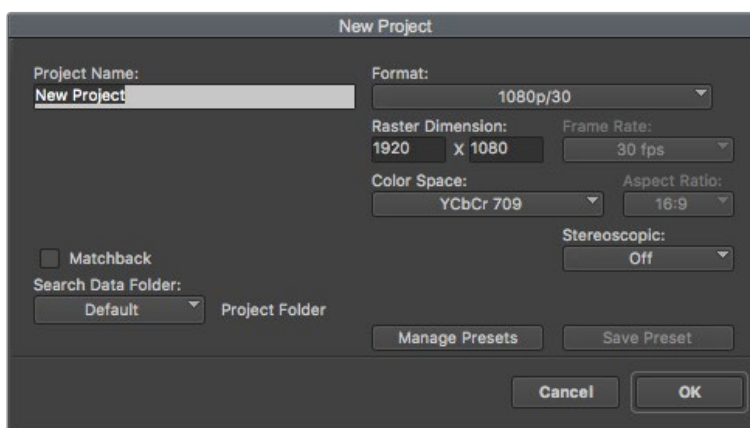 New Project
Project Name:
New Project
Format:
1080p/30
Raster Dimension:
1920 X 1080
Frame Rate:
30 fps
Color Space:
YCbCr 709
Aspect Ratio:
16:9
Stereoscopic:
Off
Matchback
Search Data Folder:
Default
Project Folder
Manage Presets
Save Preset
Cancel
OK